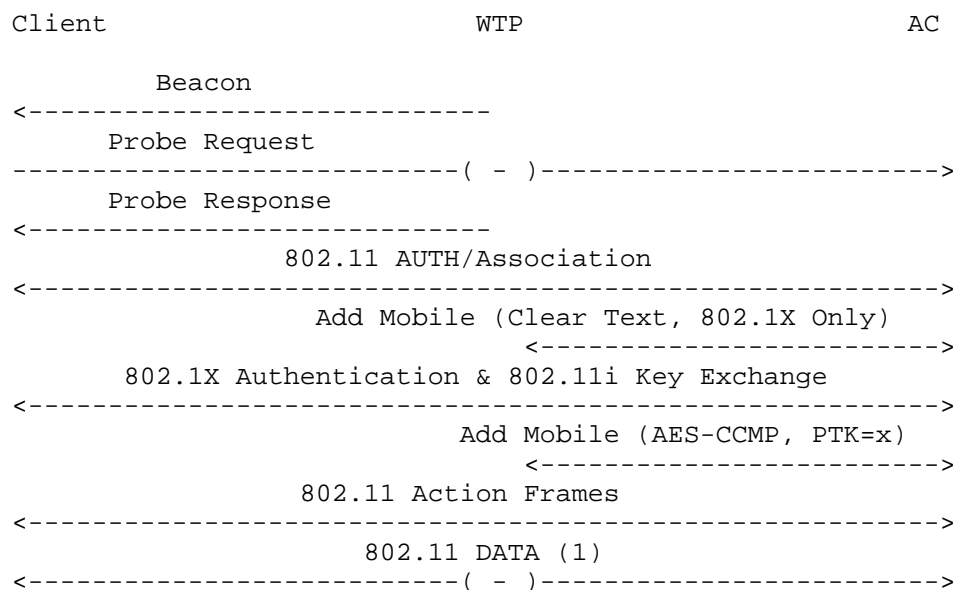 Client                       WTP                        AC

         Beacon
<-----------------------------
      Probe Request
----------------------------( - )------------------------->
      Probe Response
<-----------------------------
                 802.11 AUTH/Association
<--------------------------------------------------------->
                   Add Mobile (Clear Text, 802.1X Only)
                                <------------------------->
       802.1X Authentication & 802.11i Key Exchange
<--------------------------------------------------------->
                            Add Mobile (AES-CCMP, PTK=x)
                                <------------------------->
                  802.11 Action Frames
<--------------------------------------------------------->
                      802.11 DATA (1)
<---------------------------( - )------------------------->